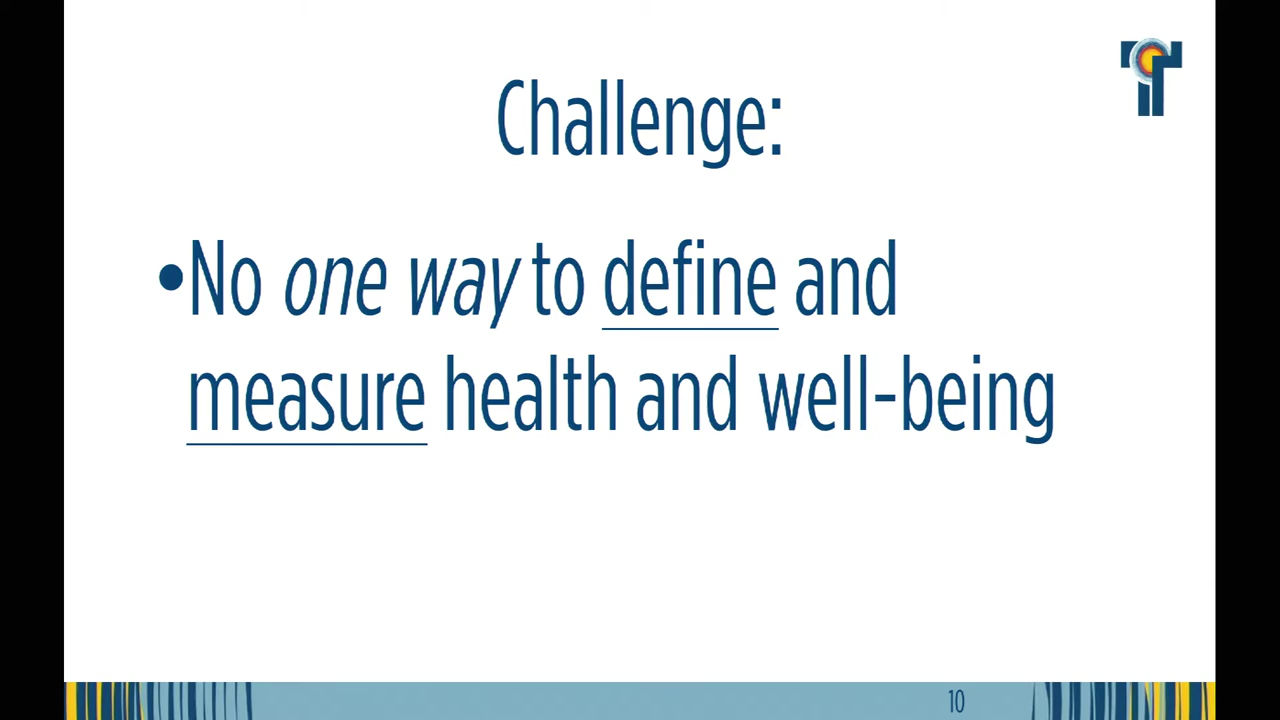 Challenge:
•No one way to define and
measure health and well-being
10